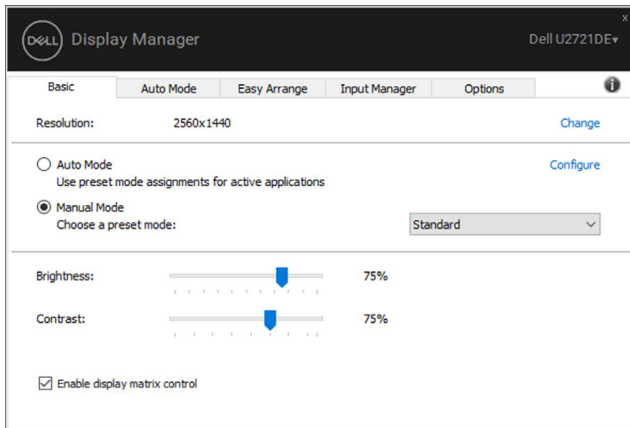 DELL Display Manager
x
Dell U2721DE▾
Basic Auto Mode Easy Arrange Input Manager Options
Resolution: 2560x1440 Change
Auto Mode Configure
Use preset mode assignments for active applications
Manual Mode
Choose a preset mode: Standard
Brightness: 75%
Contrast: 75%
Enable display matrix control